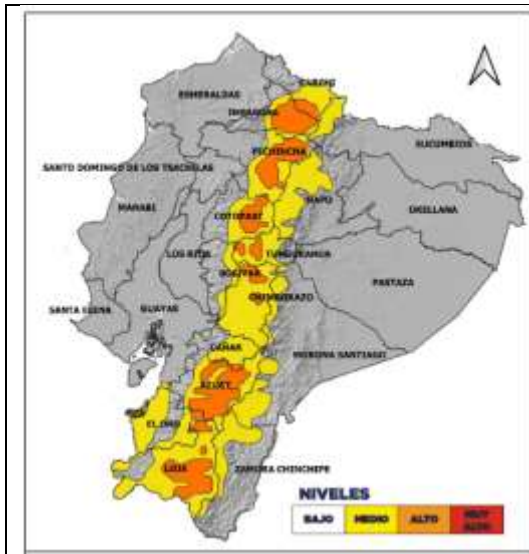 CARCHI
ESMERALDAS
IMBABURA
PICHINCHA
SUCUMBIOS
SANTO DOMINGO DE LOS TSACHILAS
NAPO
MANABI
COTOPAXI
ORELLANA
LOS RIOS
TUNGURAHUA
BOLIVAR
PASTAZA
CHIMBORAZO
SANTA ELENA
GUAYAS
CAÑAR
MORONA SANTIAGO
AZUAY
EL ORO
LOJA
ZAMORA CHINCHIPE
NIVELES
BAJO MEDIO ALTO MUY
ALTO